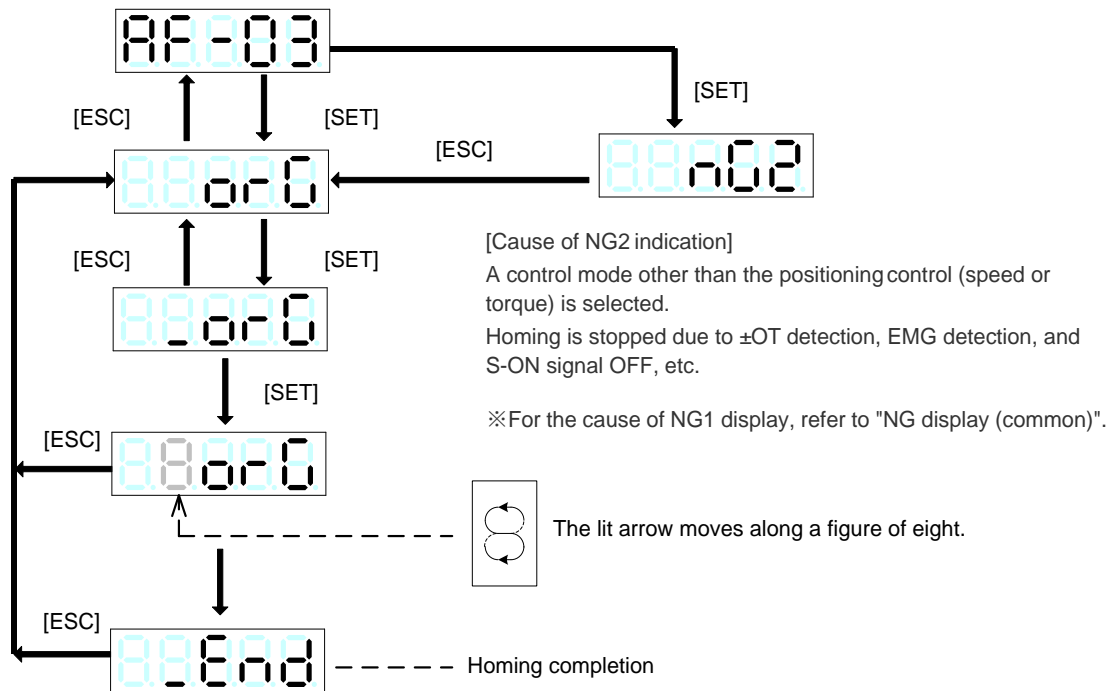 AF-03
[SET]
[ESC]
[SET]
[ESC]
orG
nG2
[ESC]
[SET]
[Cause of NG2 indication]
A control mode other than the positioning control (speed or
torque) is selected.
Homing is stopped due to ±OT detection, EMG detection, and
S-ON signal OFF, etc.
※For the cause of NG1 display, refer to "NG display (common)".
_orG
[SET]
[ESC]
orG
The lit arrow moves along a figure of eight.
[ESC]
_End
Homing completion